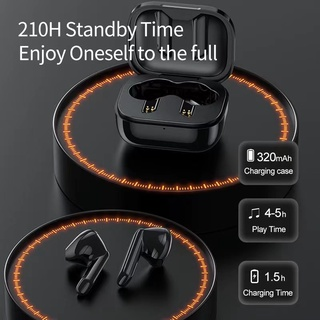 210H Standby Time
Enjoy Oneself to the full
320mAh
Charging case
4-5h
Play Time
1.5h
Charging Time